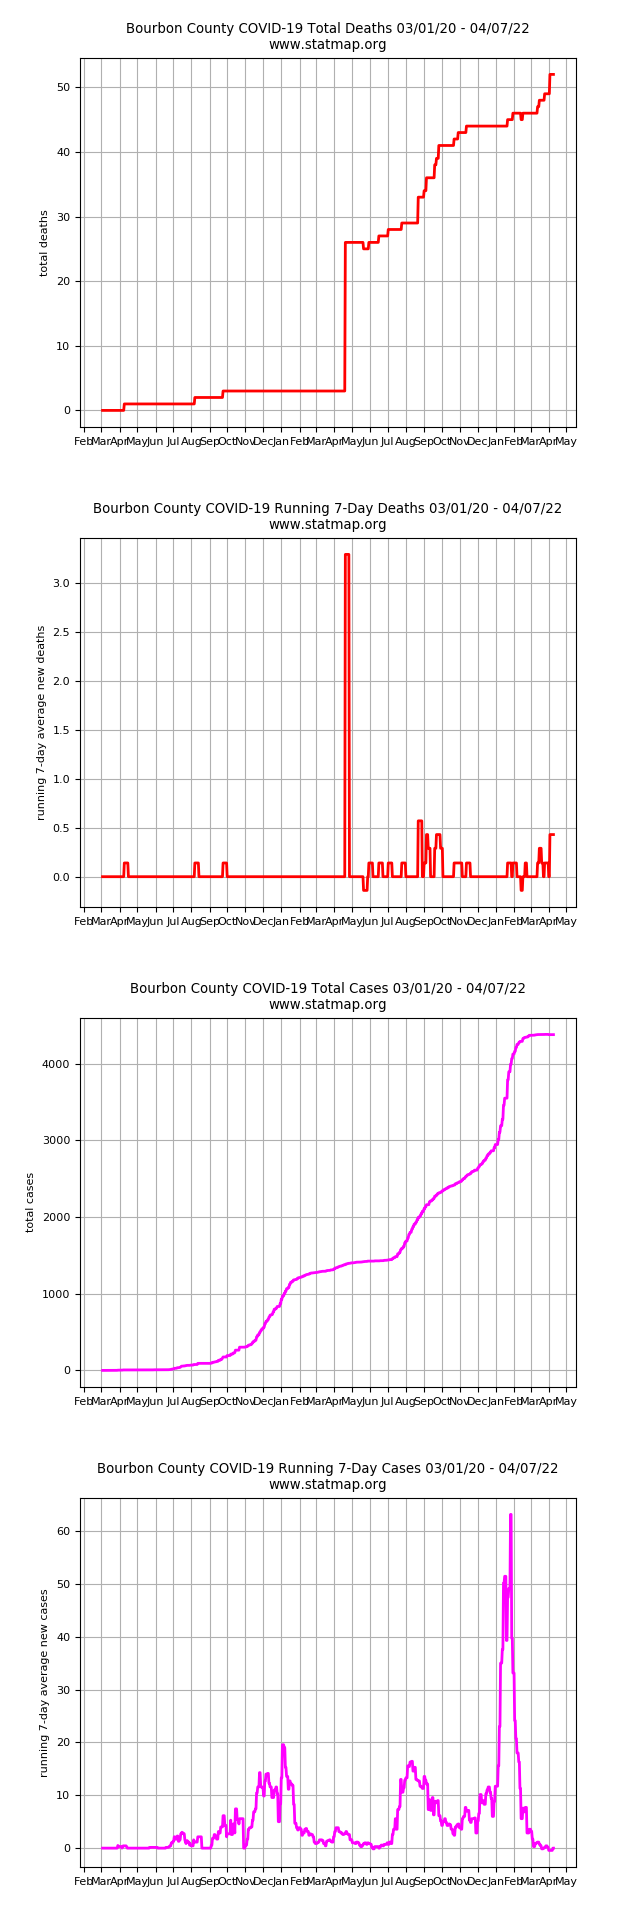 Bourbon County COVID-19 Total Deaths 03/01/20 - 04/07/22
www.statmap.org
50
40
30
20
10
0
total deaths
Feb Mar Apr May Jun Jul Aug Sep Oct Nov Dec Jan Feb Mar Apr May Jun Jul Aug Sep Oct Nov Dec Jan Feb Mar Apr May
Bourbon County COVID-19 Running 7-Day Deaths 03/01/20 - 04/07/22
www.statmap.org
3.0
2.5
2.0
1.5
1.0
0.5
0.0
running 7-day average new deaths
Feb Mar Apr May Jun Jul Aug Sep Oct Nov Dec Jan Feb Mar Apr May Jun Jul Aug Sep Oct Nov Dec Jan Feb Mar Apr May
Bourbon County COVID-19 Total Cases 03/01/20 - 04/07/22
www.statmap.org
4000
3000
2000
1000
0
total cases
Feb Mar Apr May Jun Jul Aug Sep Oct Nov Dec Jan Feb Mar Apr May Jun Jul Aug Sep Oct Nov Dec Jan Feb Mar Apr May
Bourbon County COVID-19 Running 7-Day Cases 03/01/20 - 04/07/22
www.statmap.org
60
50
40
30
20
10
0
running 7-day average new cases
Feb Mar Apr May Jun Jul Aug Sep Oct Nov Dec Jan Feb Mar Apr May Jun Jul Aug Sep Oct Nov Dec Jan Feb Mar Apr May